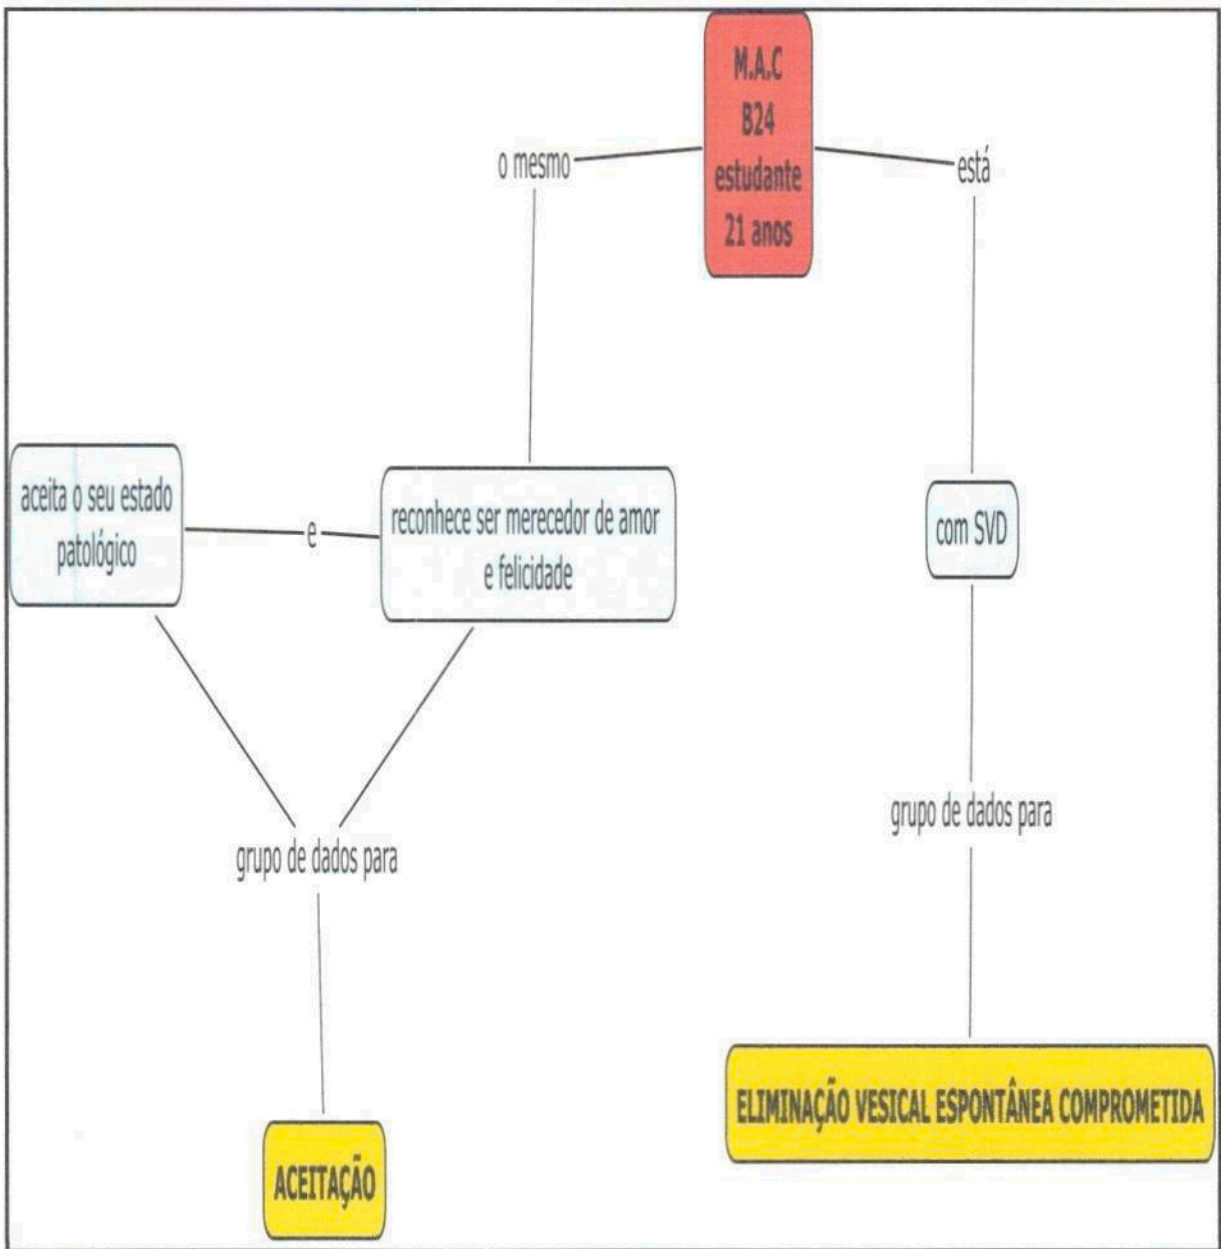 M.A.C
B24
estudante
21 anos
o mesmo
está
aceita o seu estado
patológico
e
reconhece ser merecedor de amor
e felicidade
com SVD
grupo de dados para
grupo de dados para
ELIMINAÇÃO VESICAL ESPONTÂNEA COMPROMETIDA
ACEITAÇÃO